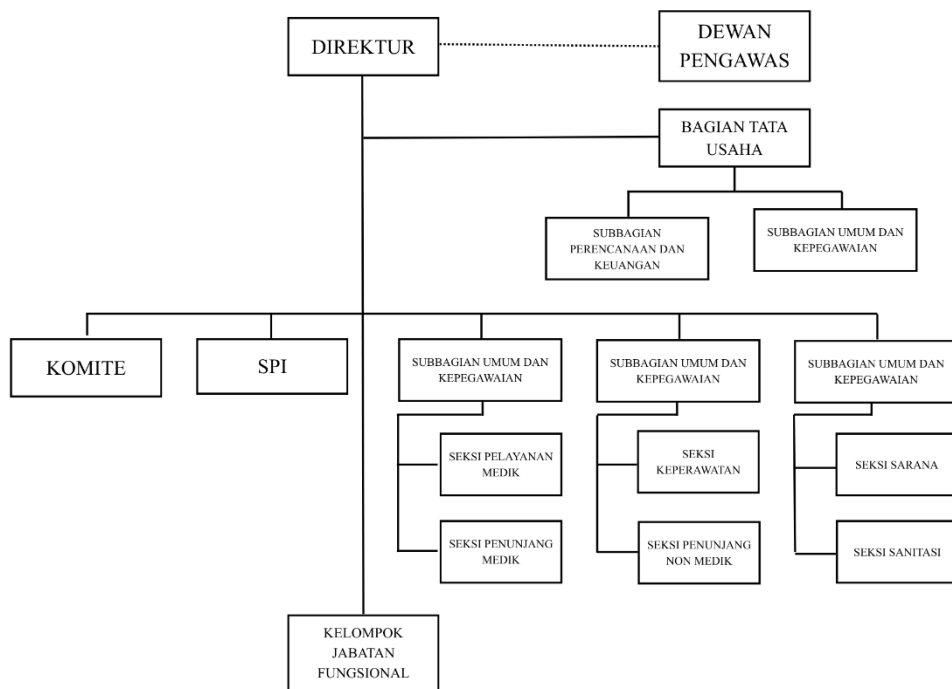 DIREKTUR
DEWAN
PENGAWAS
BAGIAN TATA
USAHA
SUBBAGIAN
PERENCANAAN DAN
KEUANGAN
SUBBAGIAN UMUM DAN
KEPEGAWAIAN
KOMITE
SPI
SUBBAGIAN UMUM DAN
KEPEGAWAIAN
SUBBAGIAN UMUM DAN
KEPEGAWAIAN
SUBBAGIAN UMUM DAN
KEPEGAWAIAN
SEKSI PELAYANAN
MEDIK
SEKSI
KEPERAWATAN
SEKSI SARANA
SEKSI PENUNJANG
MEDIK
SEKSI PENUNJANG
NON MEDIK
SEKSI SANITASI
KELOMPOK
JABATAN
FUNGSIONAL